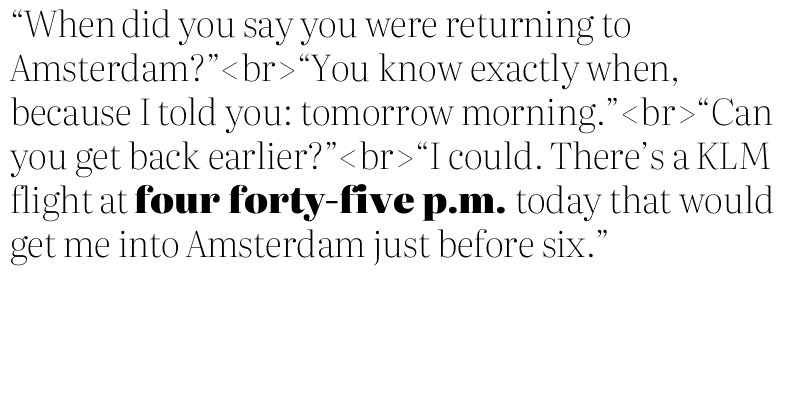 “When did you say you were returning to
Amsterdam?”<br>“You know exactly when,
because I told you: tomorrow morning.”<br>“Can
you get back earlier?”<br>“I could. There’s a KLM
flight at four forty-five p.m. today that would
get me into Amsterdam just before six.”